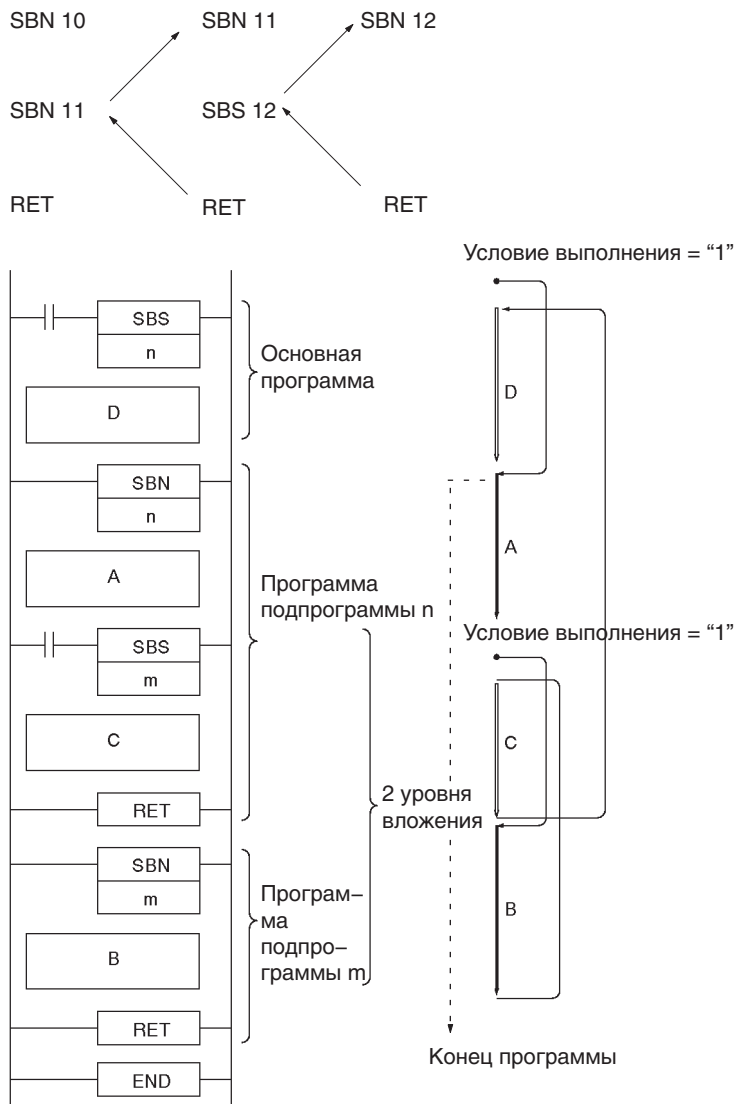 SBN 10 SBN 11 SBN 12
SBN 11 SBS 12
RET RET RET
Условие выполнения = “1”
SBS
n
Основная
программа
D
D
SBN
n
A
A
Программа
подпрограммы n
Условие выполнения = “1”
SBS
m
C
C
2 уровня
вложения
RET
SBN
m
Програм–
ма
подпро–
граммы m
B
B
RET
Конец программы
END